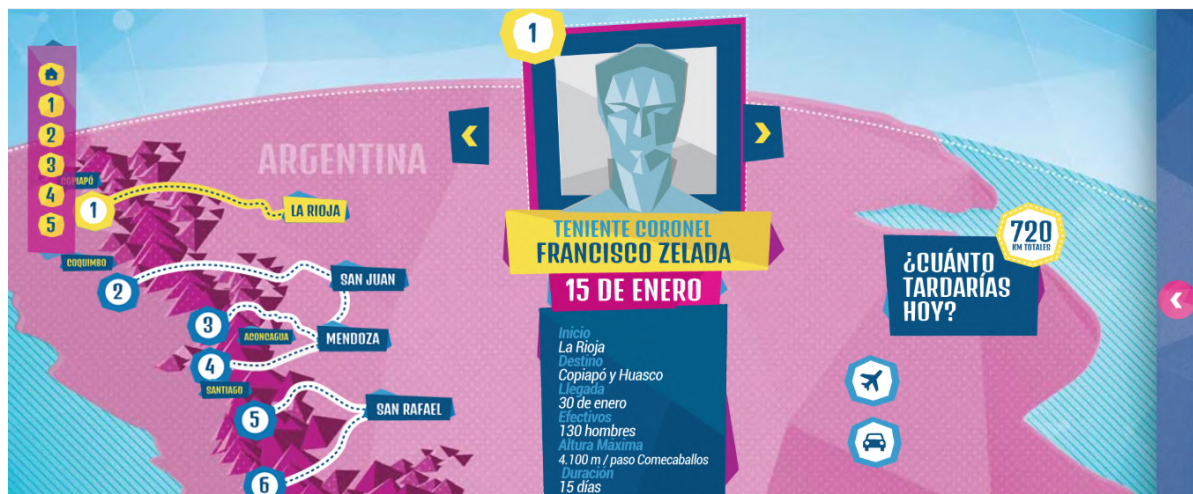 1
2
3
4
5
COPIAPÓ
1
ARGENTINA
LA RIOJA
COQUIMBO
2
SAN JUAN
3
ACONCAGUA
MENDOZA
4
SANTIAGO
5
SAN RAFAEL
6
1
TENIENTE CORONEL
FRANCISCO ZELADA
15 DE ENERO
Inicio
La Rioja
Destino
Copiapó y Huasco
Llegada
30 de enero
Efectivos
130 hombres
Altura Máxima
4.100 m / paso Comecaballos
Duración
15 días
720
KM TOTALES
¿CUÁNTO
TARDARÍAS
HOY?